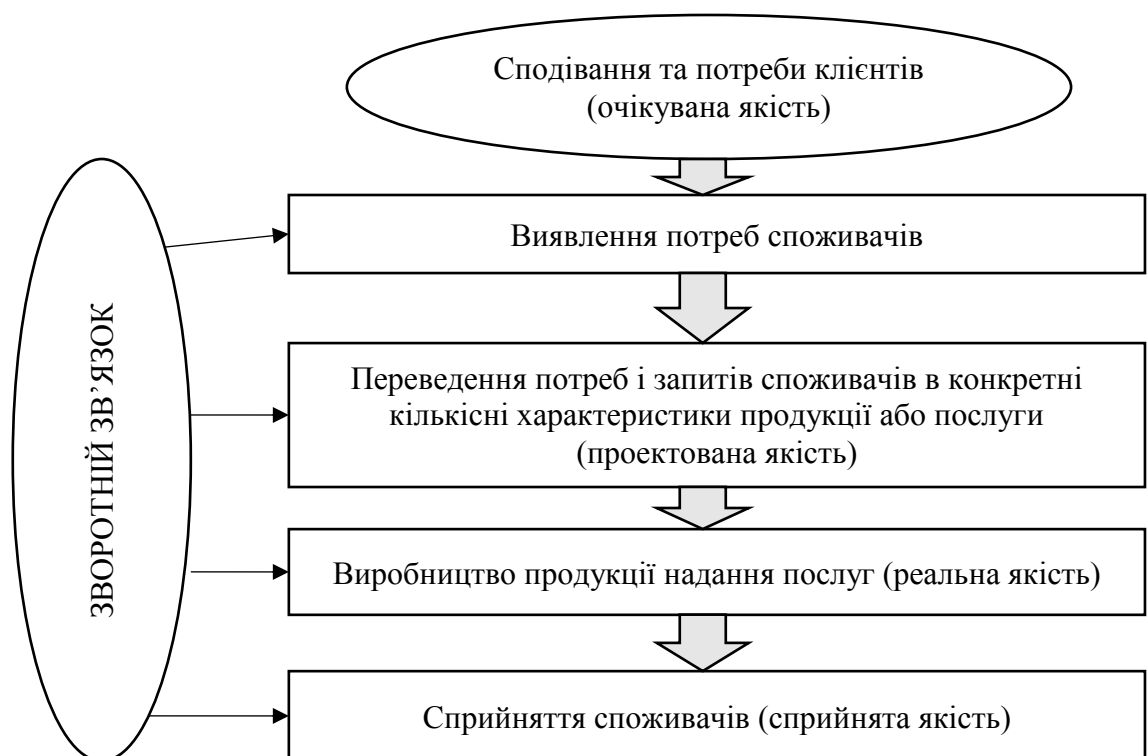 Сподівання та потреби клієнтів
(очікувана якість)
Виявлення потреб споживачів
ЗВОРОТНІЙ ЗВ’ЯЗОК
Переведення потреб і запитів споживачів в конкретні
кількісні характеристики продукції або послуги
(проектована якість)
Виробництво продукції надання послуг (реальна якість)
Сприйняття споживачів (сприйнята якість)